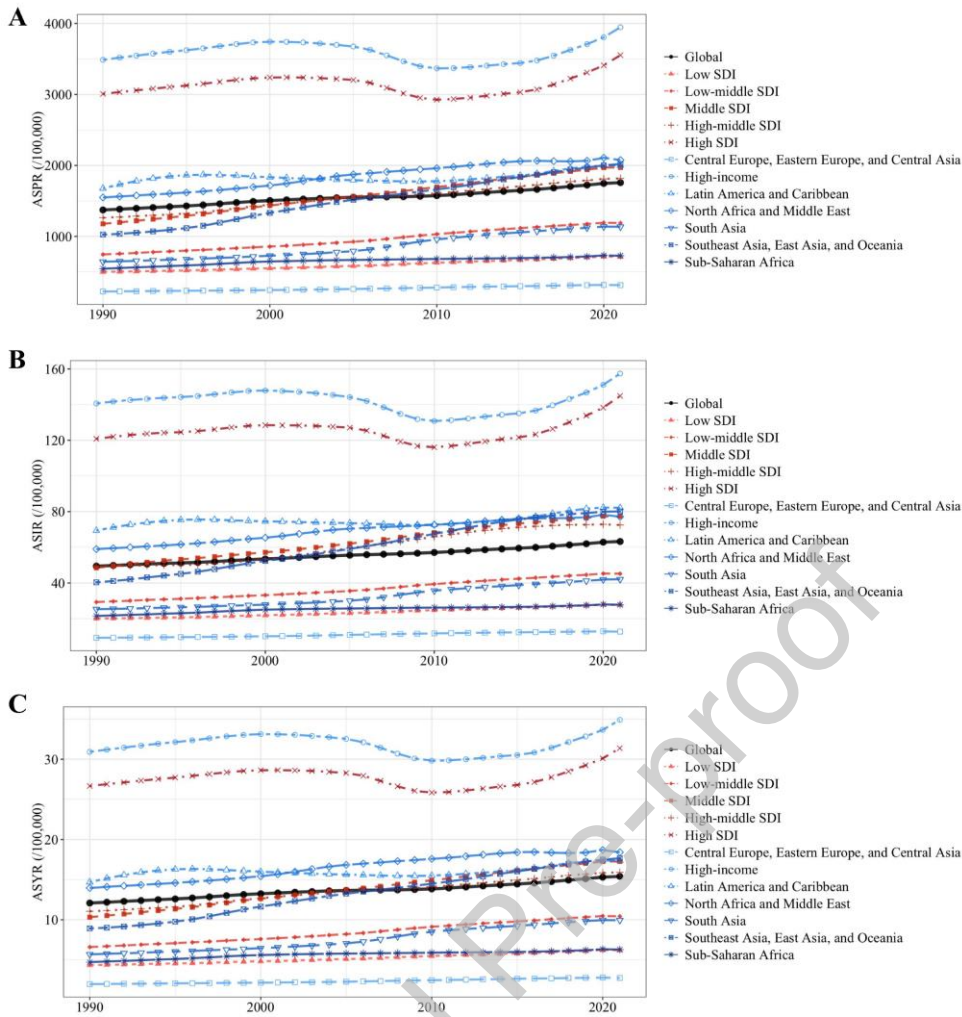 A
ASPR (/100,000)
4000
3000
2000
1000
1990
2000
2010
2020
Global
Low SDI
Low-middle SDI
Middle SDI
High-middle SDI
High SDI
Central Europe, Eastern Europe, and Central Asia
High-income
Latin America and Caribbean
North Africa and Middle East
South Asia
Southeast Asia, East Asia, and Oceania
Sub-Saharan Africa
B
ASIR (/100,000)
160
120
80
40
1990
2000
2010
2020
Global
Low SDI
Low-middle SDI
Middle SDI
High-middle SDI
High SDI
Central Europe, Eastern Europe, and Central Asia
High-income
Latin America and Caribbean
North Africa and Middle East
South Asia
Southeast Asia, East Asia, and Oceania
Sub-Saharan Africa
C
ASYR (/100,000)
30
20
10
1990
2000
2010
2020
Global
Low SDI
Low-middle SDI
Middle SDI
High-middle SDI
High SDI
Central Europe, Eastern Europe, and Central Asia
High-income
Latin America and Caribbean
North Africa and Middle East
South Asia
Southeast Asia, East Asia, and Oceania
Sub-Saharan Africa
Pre-proof